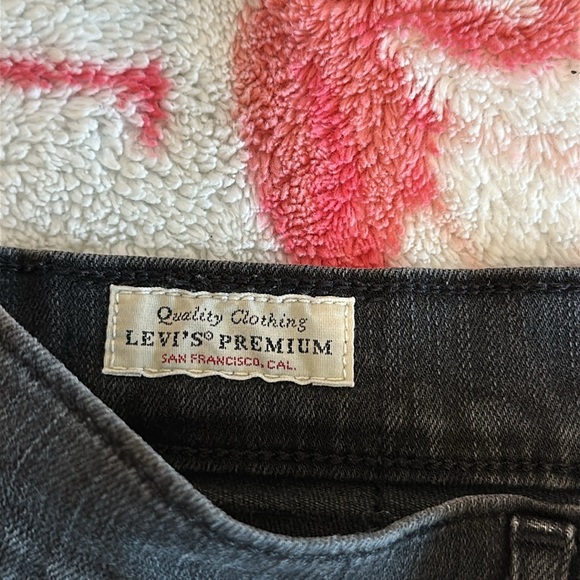 Quality Clothing
LEVI'S® PREMIUM
SAN FRANCISCO, CAL.